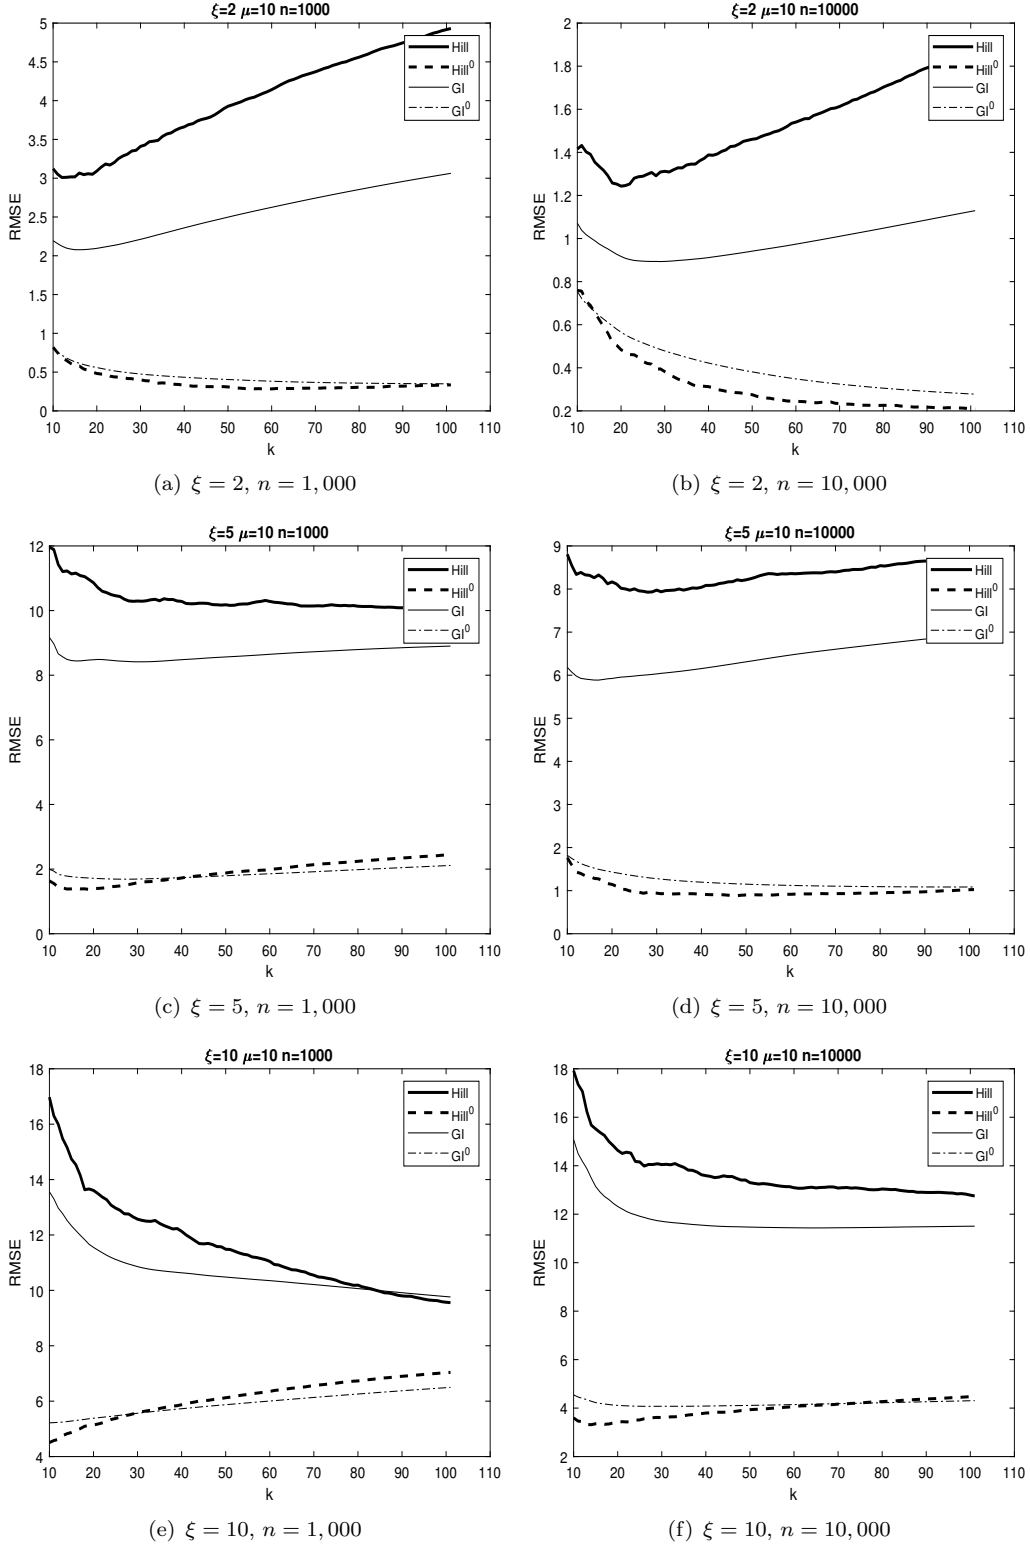 ξ=2 μ=10 n=1000
5
4.5
4
3.5
3
2.5
2
1.5
1
0.5
0
RMSE
10 20 30 40 50 60 70 80 90 100 110
k
Hill
Hill⁰
GI
GI⁰
(a) ξ = 2, n = 1,000
ξ=2 μ=10 n=10000
2
1.8
1.6
1.4
1.2
1
0.8
0.6
0.4
0.2
RMSE
10 20 30 40 50 60 70 80 90 100 110
k
Hill
Hill⁰
GI
GI⁰
(b) ξ = 2, n = 10,000
ξ=5 μ=10 n=1000
12
10
8
6
4
2
0
RMSE
10 20 30 40 50 60 70 80 90 100 110
k
Hill
Hill⁰
GI
GI⁰
(c) ξ = 5, n = 1,000
ξ=5 μ=10 n=10000
9
8
7
6
5
4
3
2
1
0
RMSE
10 20 30 40 50 60 70 80 90 100 110
k
Hill
Hill⁰
GI
GI⁰
(d) ξ = 5, n = 10,000
ξ=10 μ=10 n=1000
18
16
14
12
10
8
6
4
RMSE
10 20 30 40 50 60 70 80 90 100 110
k
Hill
Hill⁰
GI
GI⁰
(e) ξ = 10, n = 1,000
ξ=10 μ=10 n=10000
18
16
14
12
10
8
6
4
2
RMSE
10 20 30 40 50 60 70 80 90 100 110
k
Hill
Hill⁰
GI
GI⁰
(f) ξ = 10, n = 10,000